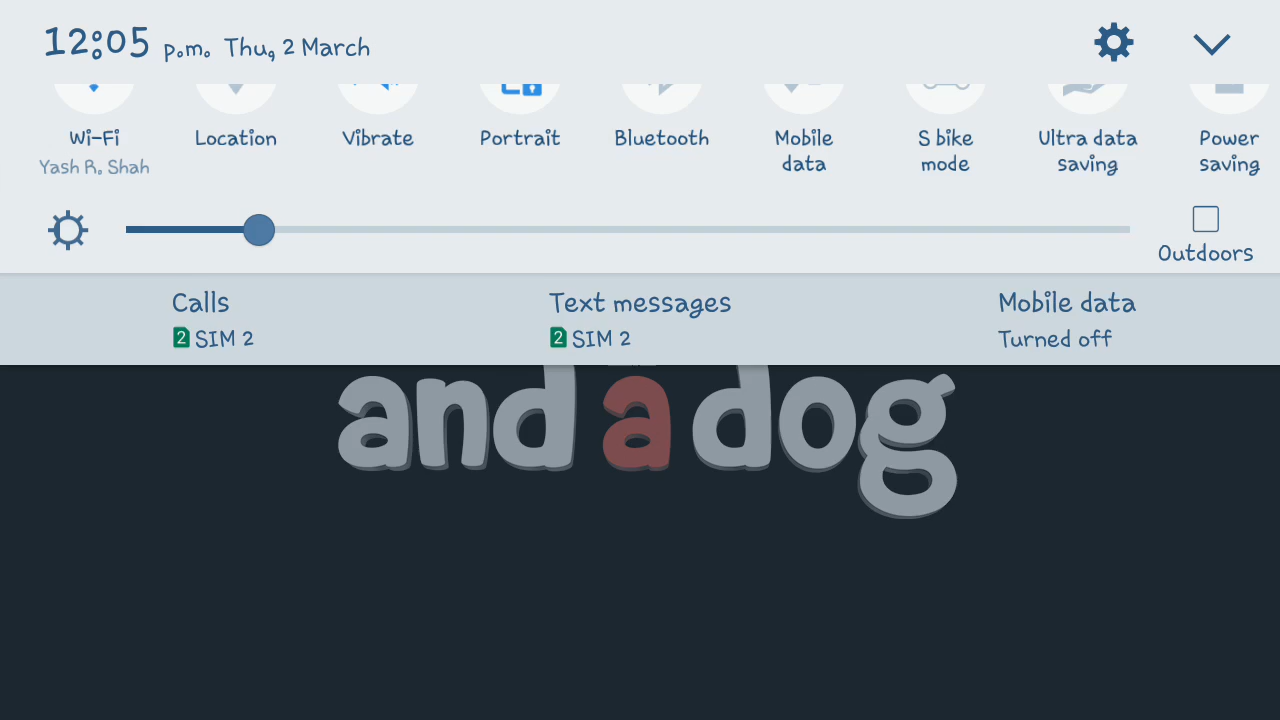 12:05 p.m. Thu, 2 March
Wi-Fi
Yash R. Shah
Location
Vibrate
Portrait
Bluetooth
Mobile
data
S bike
mode
Ultra data
saving
Power
saving
Outdoors
Calls
2 SIM 2
Text messages
2 SIM 2
Mobile data
Turned off
and a dog